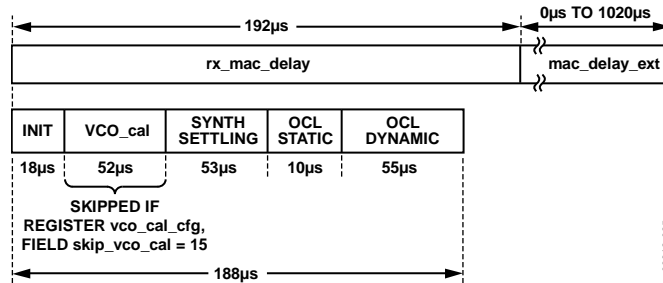 192µs
0µs TO 1020µs
rx_mac_delay
mac_delay_ext
INIT
VCO_cal
SYNTH
SETTLING
OCL
STATIC
OCL
DYNAMIC
18µs
52µs
53µs
10µs
55µs
SKIPPED IF
REGISTER vco_cal_cfg,
FIELD skip_vco_cal = 15
188µs